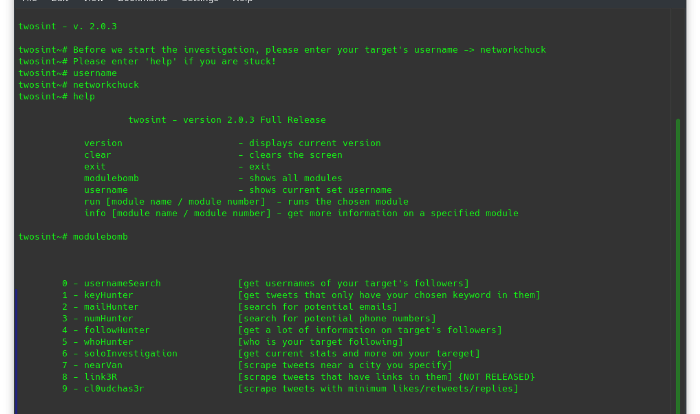 twosint - v. 2.0.3
twosint~# Before we start the investigation, please enter your target's username -> networkchuck
twosint~# Please enter 'help' if you are stuck!
twosint~# username
twosint~# networkchuck
twosint~# help
twosint - version 2.0.3 Full Release
version - displays current version
clear - clears the screen
exit - exit
modulebomb - shows all modules
username - shows current set username
run [module name / module number] - runs the chosen module
info [module name / module number] - get more information on a specified module
twosint~# modulebomb
0 - usernameSearch [get usernames of your target's followers]
1 - keyHunter [get tweets that only have your chosen keyword in them]
2 - mailHunter [search for potential emails]
3 - numHunter [search for potential phone numbers]
4 - followHunter [get a lot of information on target's followers]
5 - whoHunter [who is your target following]
6 - soloInvestigation [get current stats and more on your tareget]
7 - nearVan [scrape tweets near a city you specify]
8 - link3R [scrape tweets that have links in them] {NOT RELEASED}
9 - cl0udchas3r [scrape tweets with minimum likes/retweets/replies]